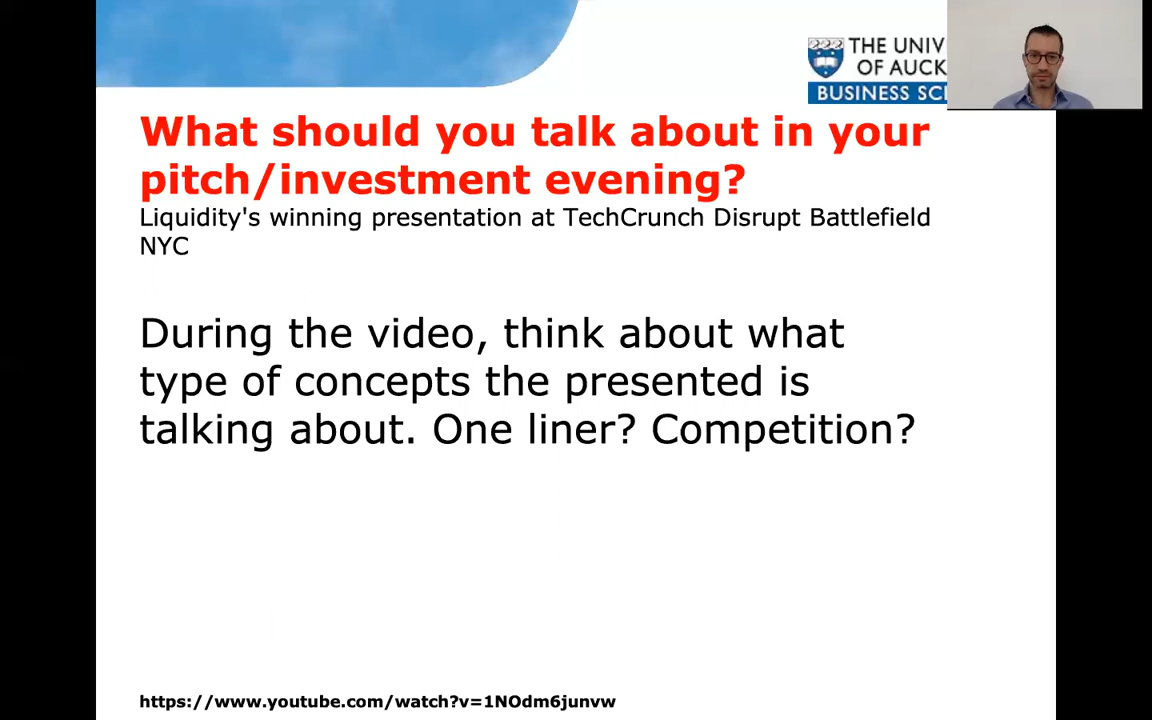 THE UNIV
OF AUCK
BUSINESS SC
What should you talk about in your
pitch/investment evening?
Liquidity's winning presentation at TechCrunch Disrupt Battlefield
NYC
During the video, think about what
type of concepts the presented is
talking about. One liner? Competition?
https://www.youtube.com/watch?v=1NOdm6junvw